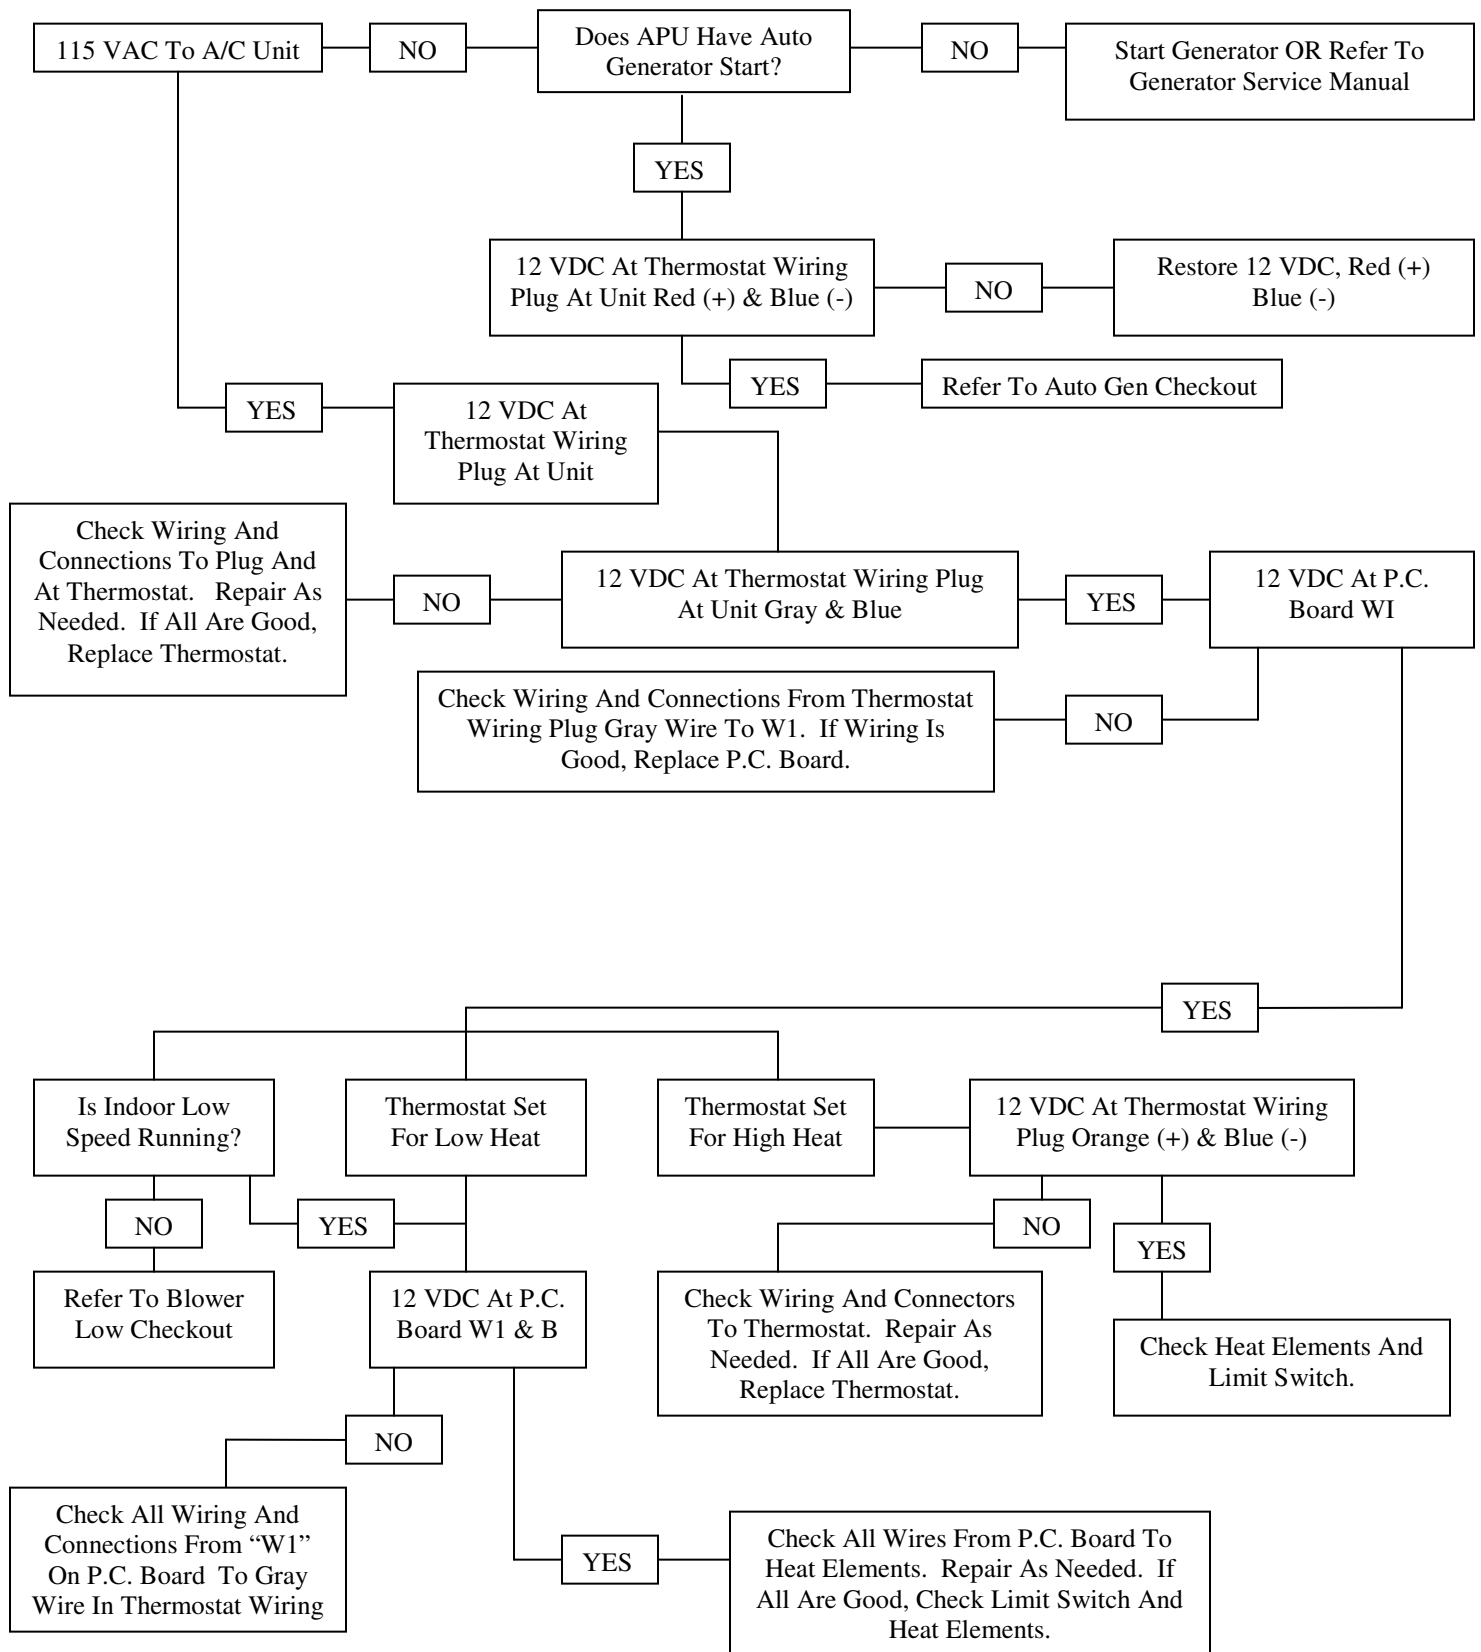 115 VAC To A/C Unit
NO
Does APU Have Auto
Generator Start?
NO
Start Generator OR Refer To
Generator Service Manual
YES
12 VDC At Thermostat Wiring
Plug At Unit Red (+) & Blue (-)
NO
Restore 12 VDC, Red (+)
Blue (-)
YES
Refer To Auto Gen Checkout
YES
12 VDC At
Thermostat Wiring
Plug At Unit
Check Wiring And
Connections To Plug And
At Thermostat. Repair As
Needed. If All Are Good,
Replace Thermostat.
NO
12 VDC At Thermostat Wiring Plug
At Unit Gray & Blue
YES
12 VDC At P.C.
Board WI
Check Wiring And Connections From Thermostat
Wiring Plug Gray Wire To W1. If Wiring Is
Good, Replace P.C. Board.
NO
YES
Is Indoor Low
Speed Running?
Thermostat Set
For Low Heat
Thermostat Set
For High Heat
12 VDC At Thermostat Wiring
Plug Orange (+) & Blue (-)
NO
YES
NO
YES
Refer To Blower
Low Checkout
12 VDC At P.C.
Board W1 & B
Check Wiring And Connectors
To Thermostat. Repair As
Needed. If All Are Good,
Replace Thermostat.
Check Heat Elements And
Limit Switch.
NO
Check All Wiring And
Connections From “W1”
On P.C. Board To Gray
Wire In Thermostat Wiring
YES
Check All Wires From P.C. Board To
Heat Elements. Repair As Needed. If
All Are Good, Check Limit Switch And
Heat Elements.